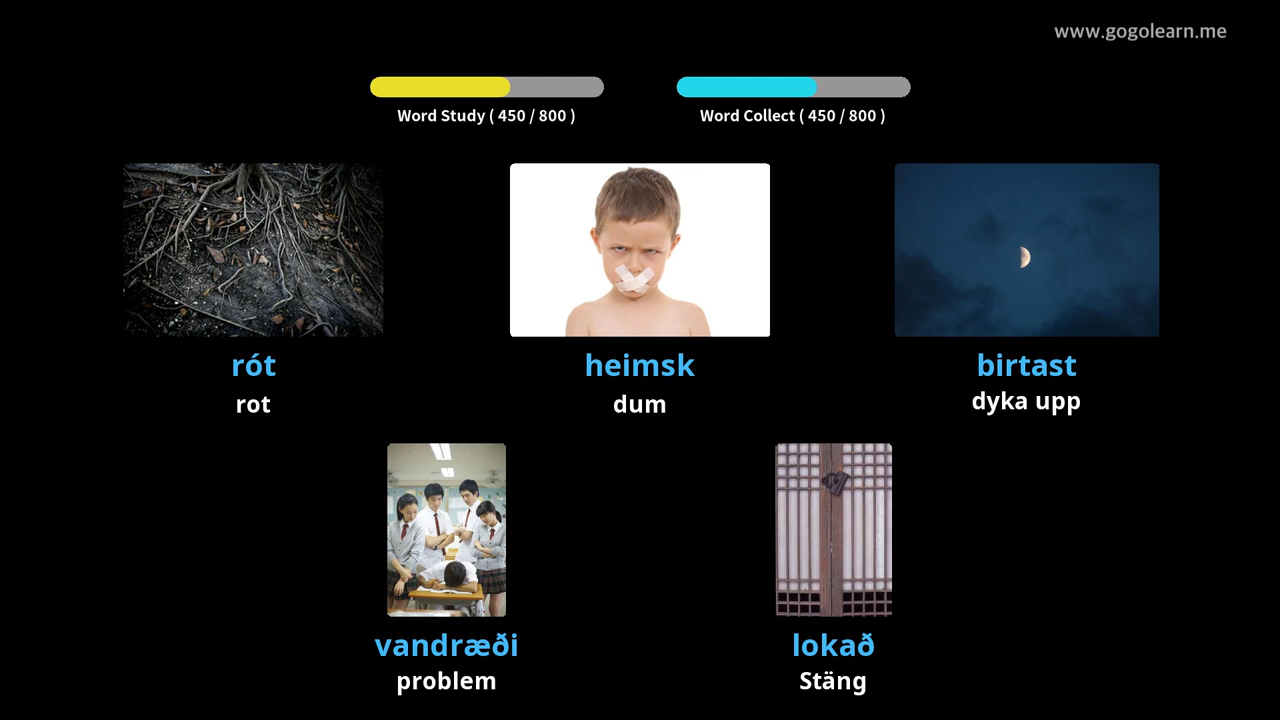 www.gogolearn.me
Word Study ( 450 / 800 )
Word Collect ( 450 / 800 )
rót
rot
heimsk
dum
birtast
dyka upp
vandræði
problem
lokað
Stäng